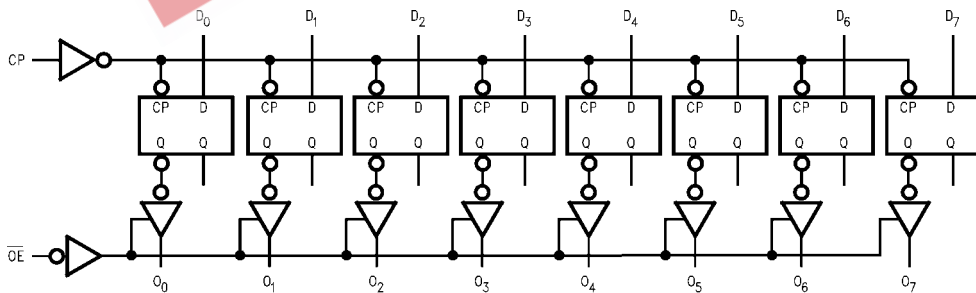 D0 D1 D2 D3 D4 D5 D6 D7
CP
CP D CP D CP D CP D CP D CP D CP D CP D
Q Q Q Q Q Q Q Q Q Q Q Q Q Q Q Q
OE
O0 O1 O2 O3 O4 O5 O6 O7